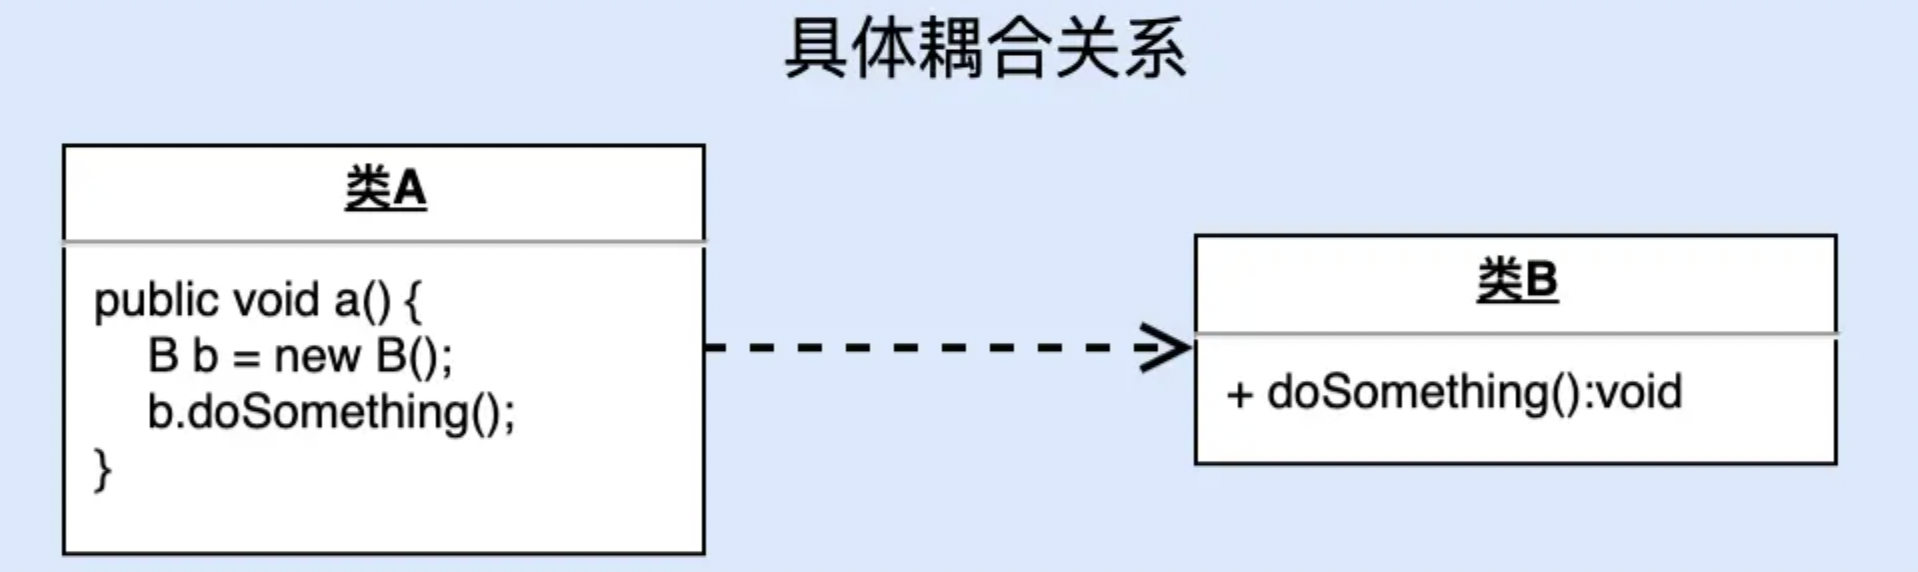 具体耦合关系
类A
public void a() {
B b = new B();
b.doSomething();
}
类B
+ doSomething():void